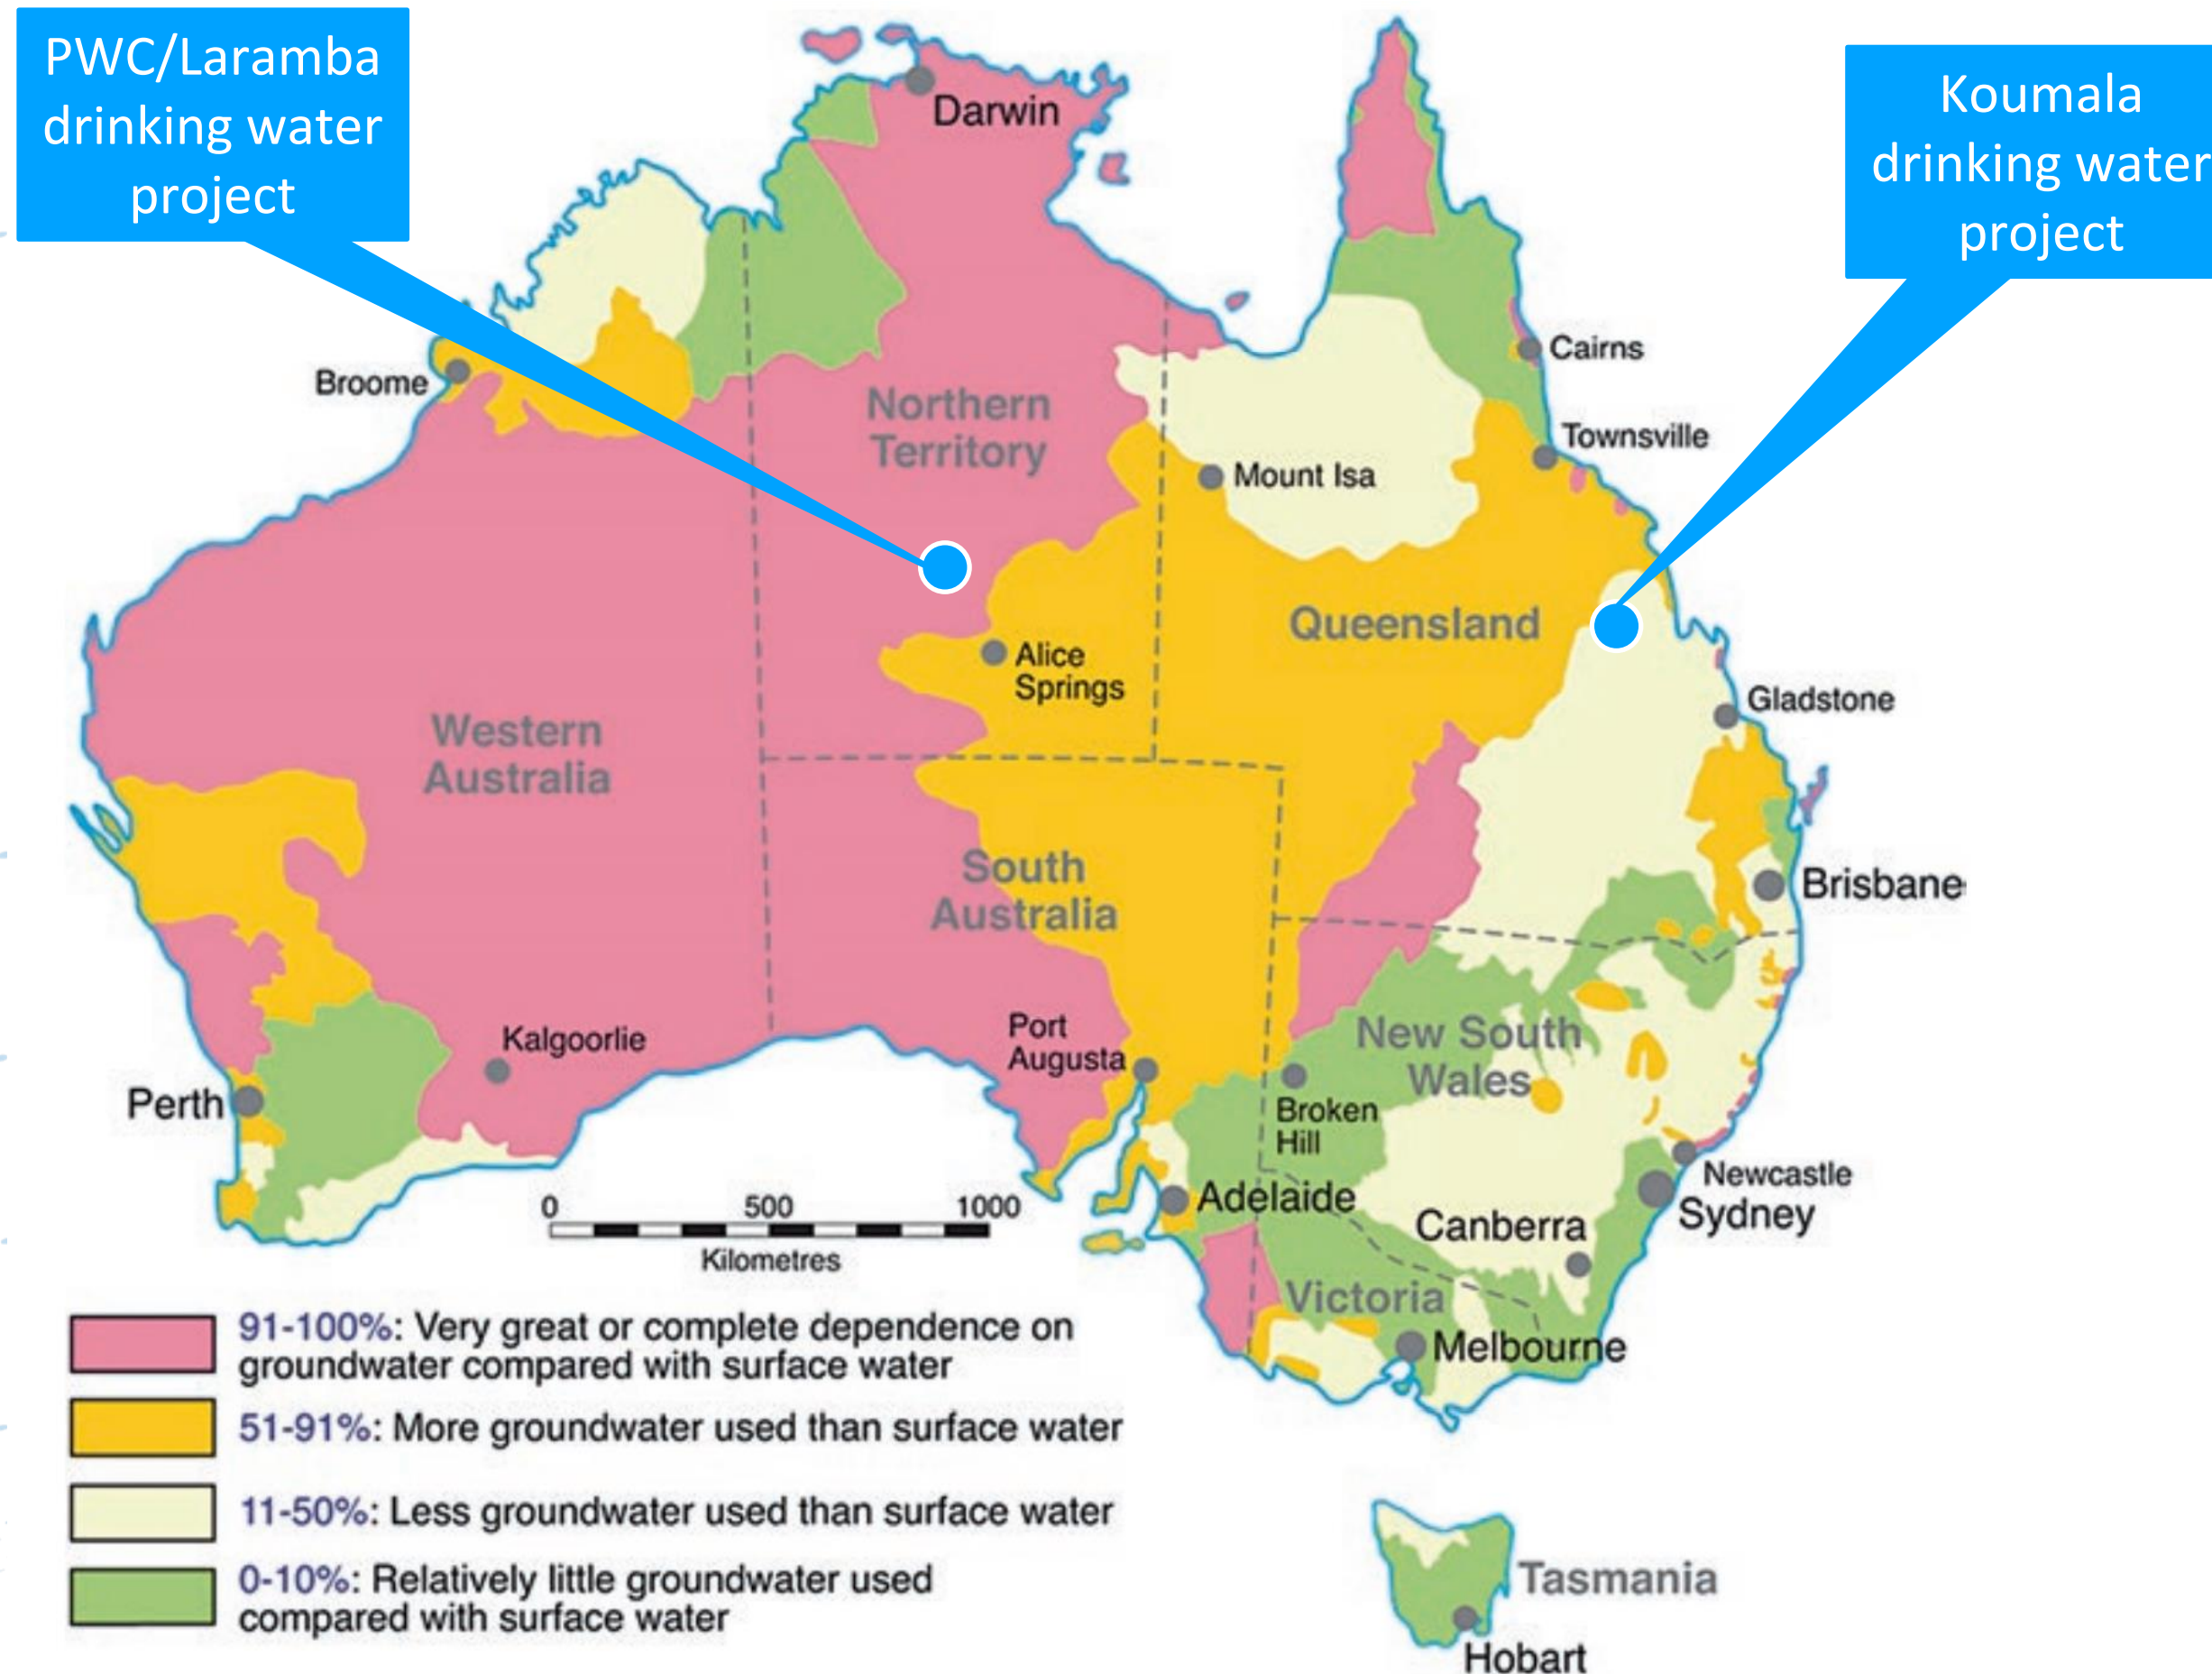 PWC/Laramba
drinking water
project
Koumala
drinking water
project
Darwin
Cairns
Broome
Northern
Territory
Townsville
Mount Isa
Queensland
Alice
Springs
Gladstone
Western
Australia
South
Australia
Brisbane
Port
Augusta
Kalgoorlie
New South
Wales
Perth
Broken
Hill
Newcastle
Adelaide
Sydney
Canberra
0 500 1000
Kilometres
Victoria
Melbourne
91-100%: Very great or complete dependence on
groundwater compared with surface water
51-91%: More groundwater used than surface water
11-50%: Less groundwater used than surface water
0-10%: Relatively little groundwater used
compared with surface water
Tasmania
Hobart